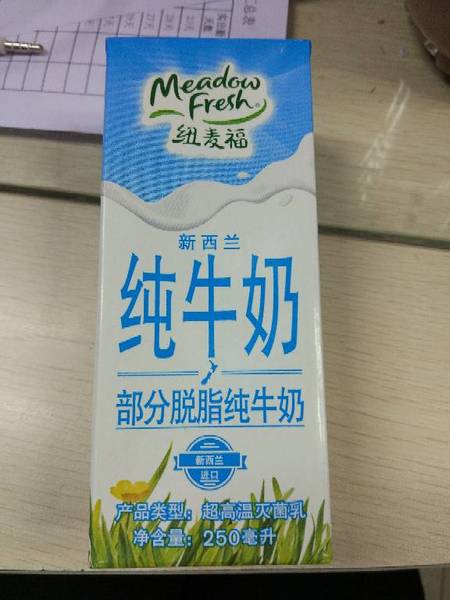 Meadow
Fresh
纽麦福
新西兰
纯牛奶
部分脱脂纯牛奶
新西兰
进口
产品类型：超高温灭菌乳
净含量：250毫升